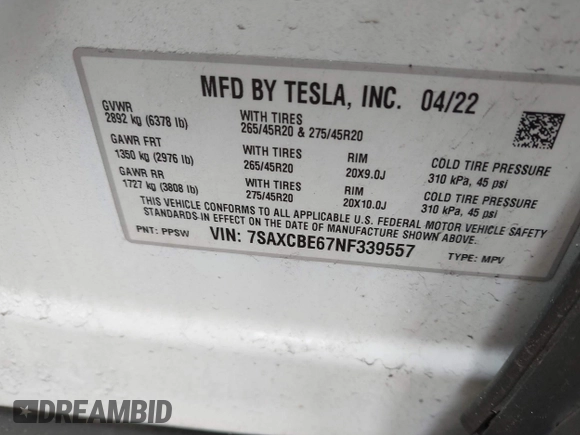 MFD BY TESLA, INC. 04/22
GVWR
2892 kg (6378 lb)
WITH TIRES
265/45R20 & 275/45R20
GAWR FRT
1350 kg (2976 lb)
WITH TIRES
265/45R20
RIM
20X9.0J
COLD TIRE PRESSURE
310 kPa, 45 psi
GAWR RR
1727 kg (3808 lb)
WITH TIRES
275/45R20
RIM
20X10.0J
COLD TIRE PRESSURE
310 kPa, 45 psi
THIS VEHICLE CONFORMS TO ALL APPLICABLE U.S. FEDERAL MOTOR VEHICLE SAFETY
STANDARDS IN EFFECT ON THE DATE OF MANUFACTURE SHOWN ABOVE.
PNT: PPSW VIN: 7SAXCBE67NF339557 TYPE: MPV
DREAMBID